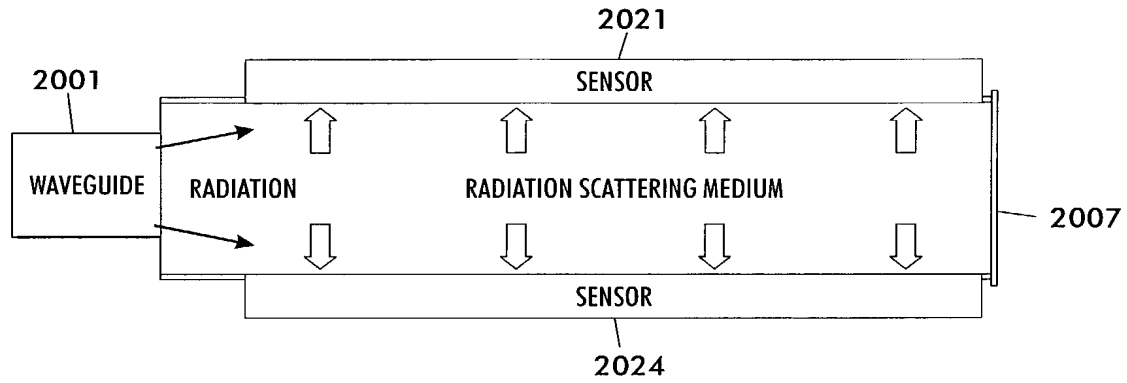 2021
2001
SENSOR
WAVEGUIDE
RADIATION
RADIATION SCATTERING MEDIUM
2007
SENSOR
2024